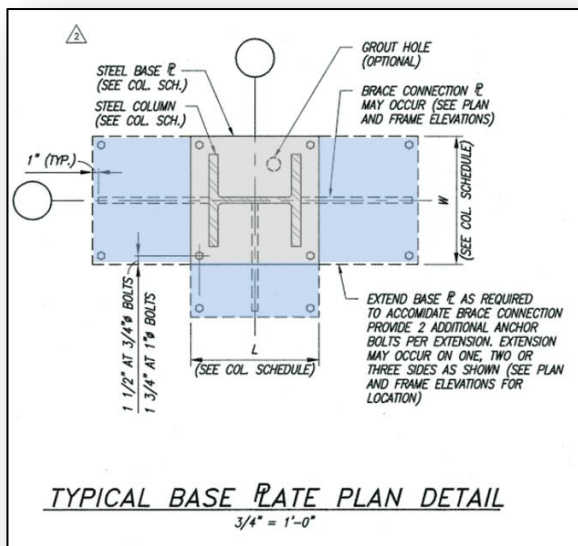 2
GROUT HOLE
(OPTIONAL)
STEEL BASE ⅊
(SEE COL. SCH.)
STEEL COLUMN
(SEE COL. SCH.)
BRACE CONNECTION ⅊
MAY OCCUR (SEE PLAN
AND FRAME ELEVATIONS)
1" (TYP.)
W
(SEE COL. SCHEDULE)
1 1/2" AT 3/4"ø BOLTS
1 3/4" AT 1"ø BOLTS
L
(SEE COL. SCHEDULE)
EXTEND BASE ⅊ AS REQUIRED
TO ACCOMIDATE BRACE CONNECTION
PROVIDE 2 ADDITIONAL ANCHOR
BOLTS PER EXTENSION. EXTENSION
MAY OCCUR ON ONE, TWO OR
THREE SIDES AS SHOWN (SEE PLAN
AND FRAME ELEVATIONS FOR
LOCATION)
TYPICAL BASE ⅊ATE PLAN DETAIL
3/4" = 1'-0"